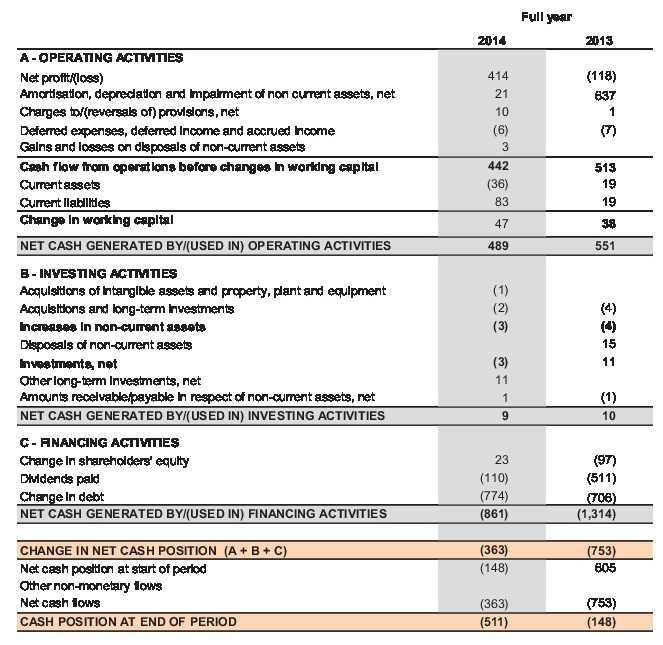 Full year
2014 2013
A - OPERATING ACTIVITIES
Net profit/(loss) 414 (118)
Amortisation, depreciation and impairment of non current assets, net 21 637
Charges to/(reversals of) provisions, net 10 1
Deferred expenses, deferred income and accrued income (6) (7)
Gains and losses on disposals of non-current assets 3
Cash flow from operations before changes in working capital 442 513
Current assets (36) 19
Current liabilities 83 19
Change in working capital 47 38
NET CASH GENERATED BY/(USED IN) OPERATING ACTIVITIES 489 551
B - INVESTING ACTIVITIES
Acquisitions of intangible assets and property, plant and equipment (1)
Acquisitions and long-term investments (2) (4)
Increases in non-current assets (3) (4)
Disposals of non-current assets 15
Investments, net (3) 11
Other long-term investments, net 11
Amounts receivable/payable in respect of non-current assets, net 1 (1)
NET CASH GENERATED BY/(USED IN) INVESTING ACTIVITIES 9 10
C - FINANCING ACTIVITIES
Change in shareholders' equity 23 (97)
Dividends paid (110) (511)
Change in debt (774) (706)
NET CASH GENERATED BY/(USED IN) FINANCING ACTIVITIES (861) (1,314)
CHANGE IN NET CASH POSITION (A + B + C) (363) (753)
Net cash position at start of period (148) 605
Other non-monetary flows
Net cash flows (363) (753)
CASH POSITION AT END OF PERIOD (511) (148)